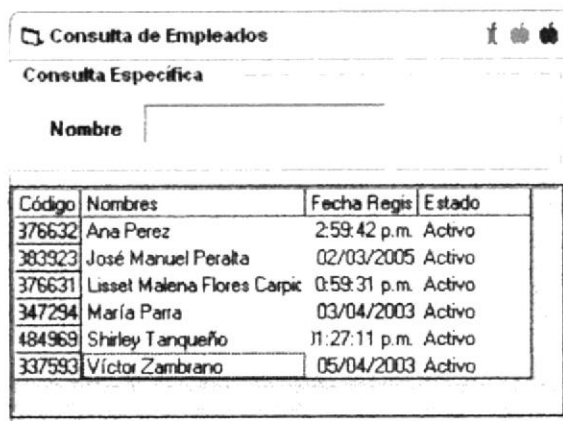 Consulta de Empleados
Consulta Específica
Nombre
Código Nombres Fecha Regis Estado
376632 Ana Perez 2:59:42 p.m. Activo
383923 José Manuel Peralta 02/03/2005 Activo
376631 Lisset Malena Flores Carpic 0:59:31 p.m. Activo
347294 María Parra 03/04/2003 Activo
484969 Shirley Tanqueño 01:27:11 p.m. Activo
337593 Víctor Zambrano 05/04/2003 Activo